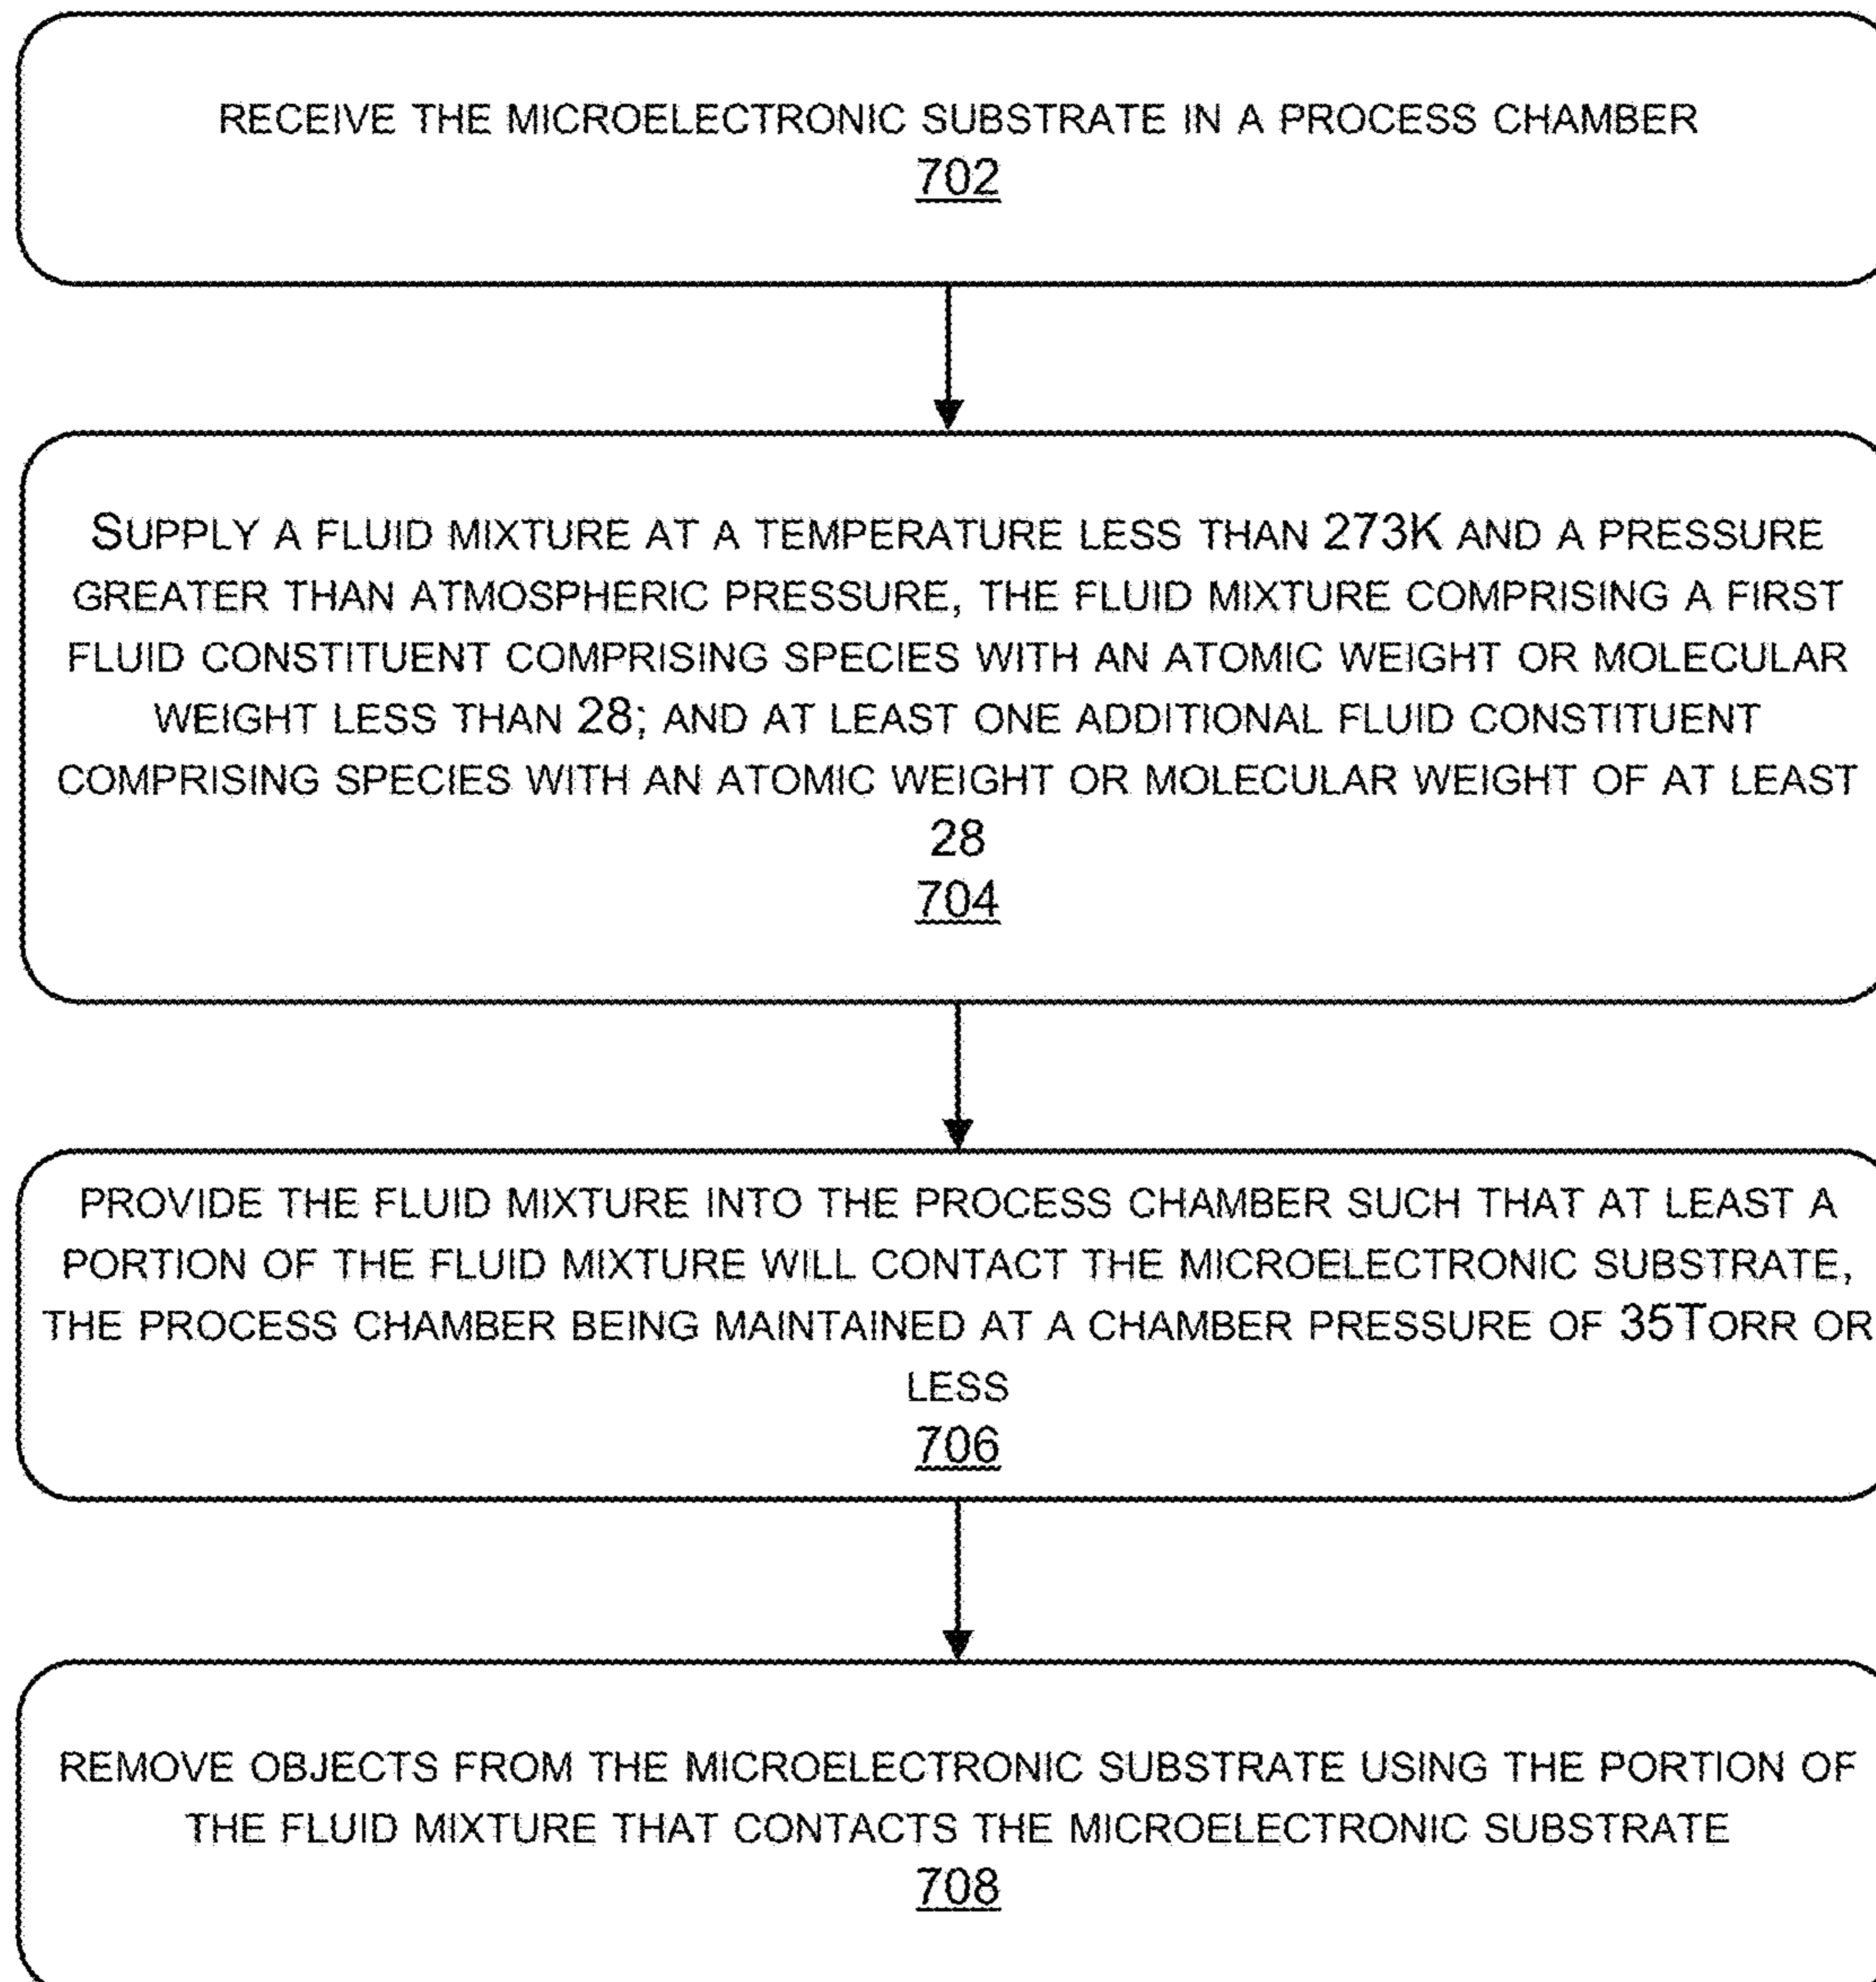 RECEIVE THE MICROELECTRONIC SUBSTRATE IN A PROCESS CHAMBER
702
SUPPLY A FLUID MIXTURE AT A TEMPERATURE LESS THAN 273K AND A PRESSURE
GREATER THAN ATMOSPHERIC PRESSURE, THE FLUID MIXTURE COMPRISING A FIRST
FLUID CONSTITUENT COMPRISING SPECIES WITH AN ATOMIC WEIGHT OR MOLECULAR
WEIGHT LESS THAN 28; AND AT LEAST ONE ADDITIONAL FLUID CONSTITUENT
COMPRISING SPECIES WITH AN ATOMIC WEIGHT OR MOLECULAR WEIGHT OF AT LEAST
28
704
PROVIDE THE FLUID MIXTURE INTO THE PROCESS CHAMBER SUCH THAT AT LEAST A
PORTION OF THE FLUID MIXTURE WILL CONTACT THE MICROELECTRONIC SUBSTRATE,
THE PROCESS CHAMBER BEING MAINTAINED AT A CHAMBER PRESSURE OF 35TORR OR
LESS
706
REMOVE OBJECTS FROM THE MICROELECTRONIC SUBSTRATE USING THE PORTION OF
THE FLUID MIXTURE THAT CONTACTS THE MICROELECTRONIC SUBSTRATE
708